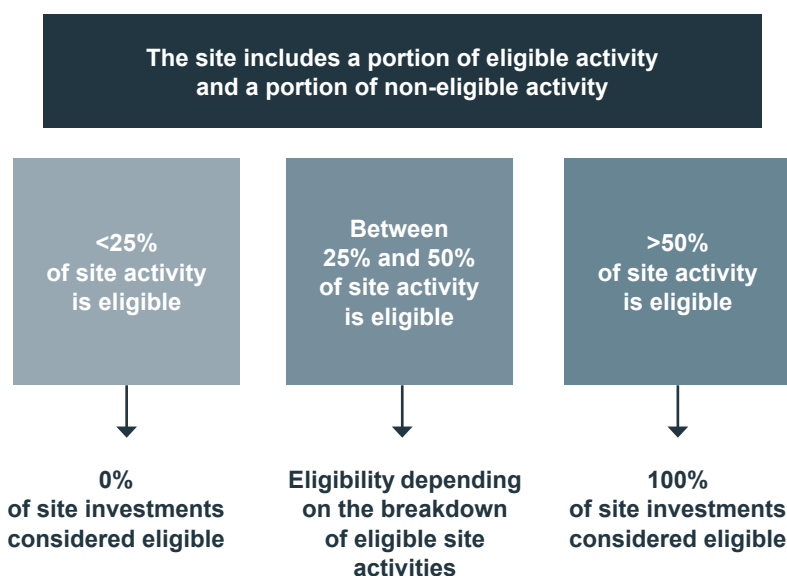 The site includes a portion of eligible activity
and a portion of non-eligible activity
<25%
of site activity
is eligible
Between
25% and 50%
of site activity
is eligible
>50%
of site activity
is eligible
0%
of site investments
considered eligible
Eligibility depending
on the breakdown
of eligible site
activities
100%
of site investments
considered eligible